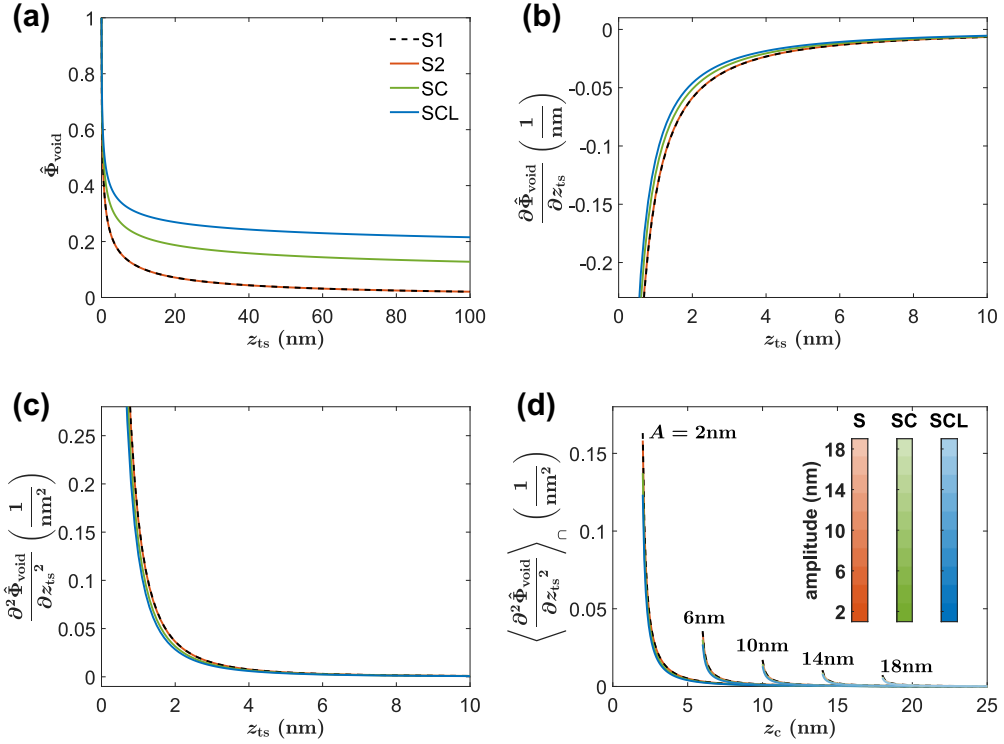 (a)
1
0.8
0.6
0.4
0.2
0
Φ̂void
S1
S2
SC
SCL
0 20 40 60 80 100
zts (nm)
(b)
0
-0.05
-0.1
-0.15
-0.2
∂Φ̂void/∂zts (1/nm)
0 2 4 6 8 10
zts (nm)
(c)
0.25
0.2
0.15
0.1
0.05
0
∂²Φ̂void/∂zts² (1/nm²)
0 2 4 6 8 10
zts (nm)
(d)
0.15
0.1
0.05
0
⟨∂²Φ̂void/∂zts²⟩∩ (1/nm²)
A = 2nm
6nm
10nm
14nm
18nm
S SC SCL
amplitude (nm)
18
14
10
6
2
0 5 10 15 20 25
zc (nm)